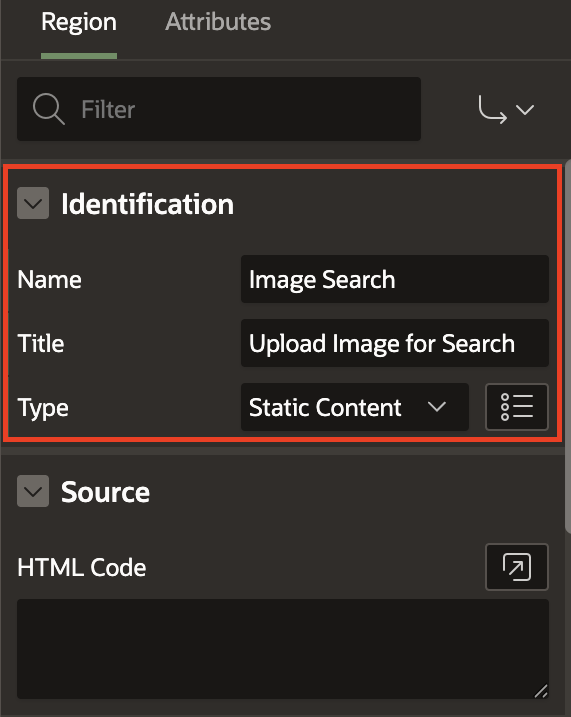 Region Attributes
Filter
Identification
Name Image Search
Title Upload Image for Search
Type Static Content
Source
HTML Code